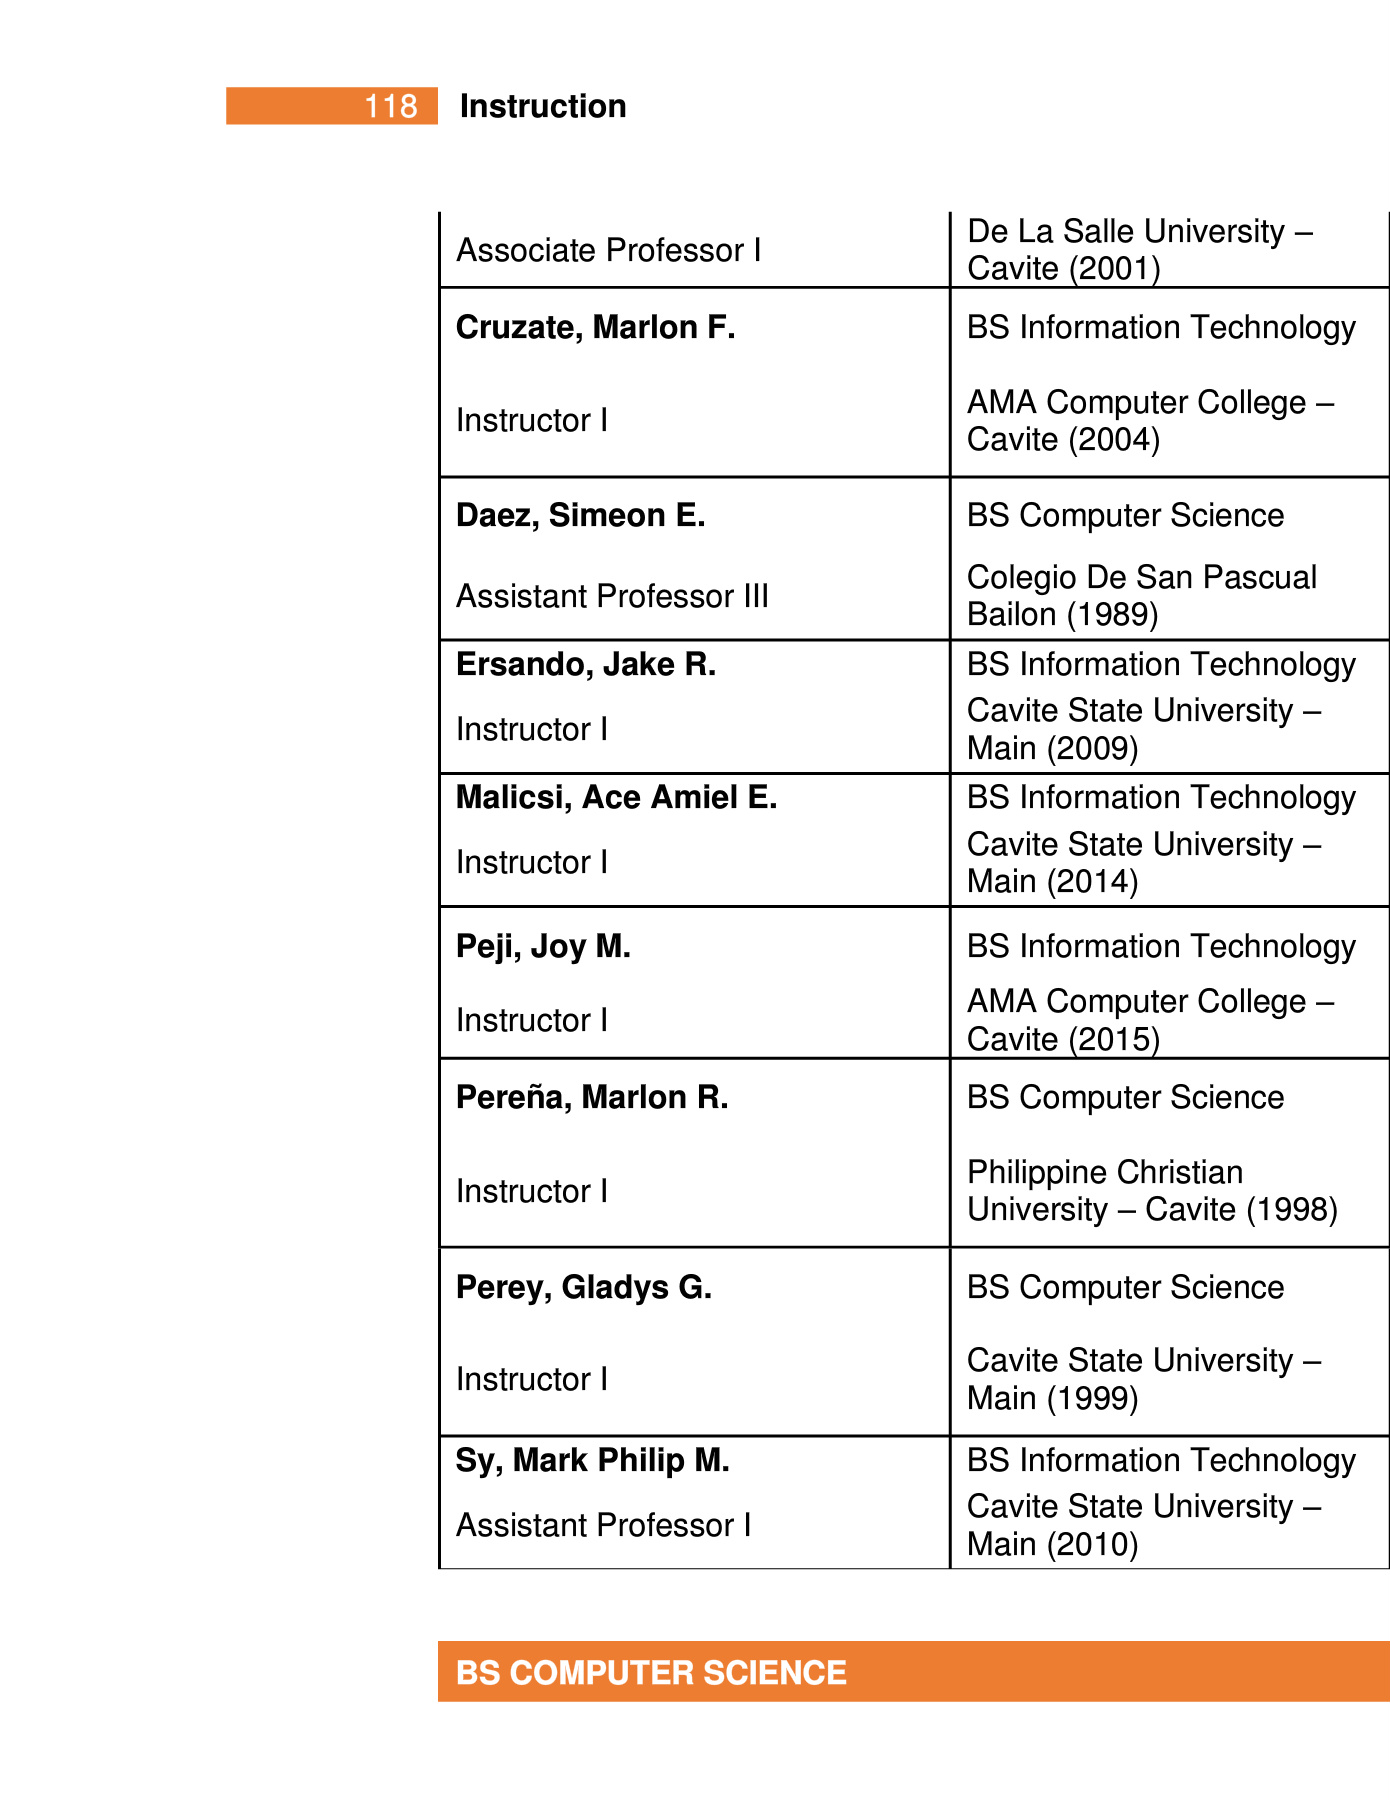 118 Instruction
Associate Professor I
De La Salle University –
Cavite (2001)
Cruzate, Marlon F.
BS Information Technology
Instructor I
AMA Computer College –
Cavite (2004)
Daez, Simeon E.
BS Computer Science
Assistant Professor III
Colegio De San Pascual
Bailon (1989)
Ersando, Jake R.
BS Information Technology
Instructor I
Cavite State University –
Main (2009)
Malicsi, Ace Amiel E.
BS Information Technology
Instructor I
Cavite State University –
Main (2014)
Peji, Joy M.
BS Information Technology
Instructor I
AMA Computer College –
Cavite (2015)
Pereña, Marlon R.
BS Computer Science
Instructor I
Philippine Christian
University – Cavite (1998)
Perey, Gladys G.
BS Computer Science
Instructor I
Cavite State University –
Main (1999)
Sy, Mark Philip M.
BS Information Technology
Assistant Professor I
Cavite State University –
Main (2010)
BS COMPUTER SCIENCE